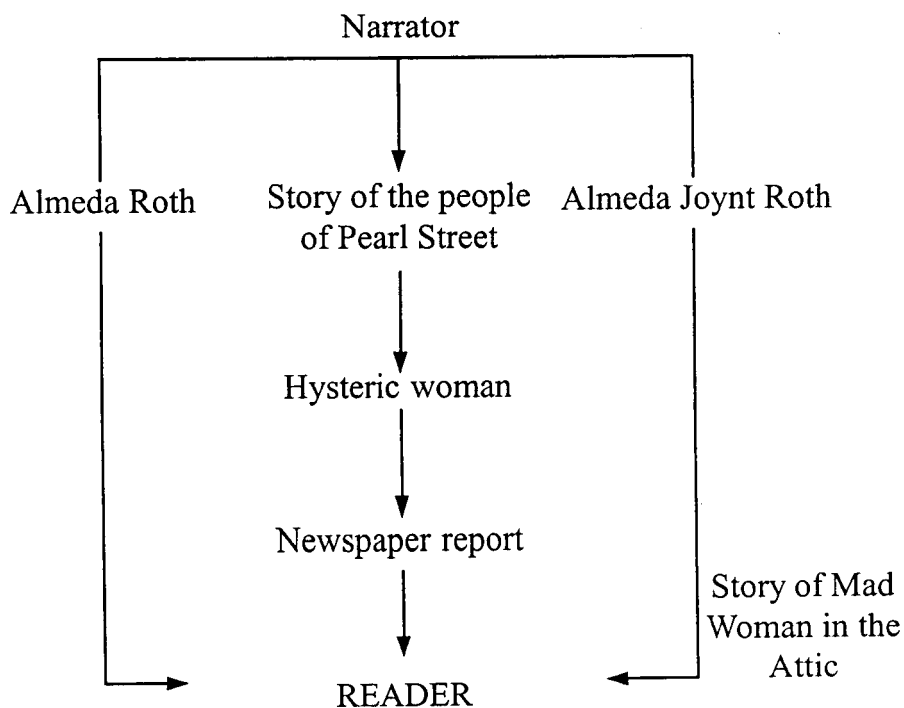 Narrator
Almeda Roth
Story of the people
of Pearl Street
Almeda Joynt Roth
Hysteric woman
Newspaper report
Story of Mad
Woman in the
Attic
READER